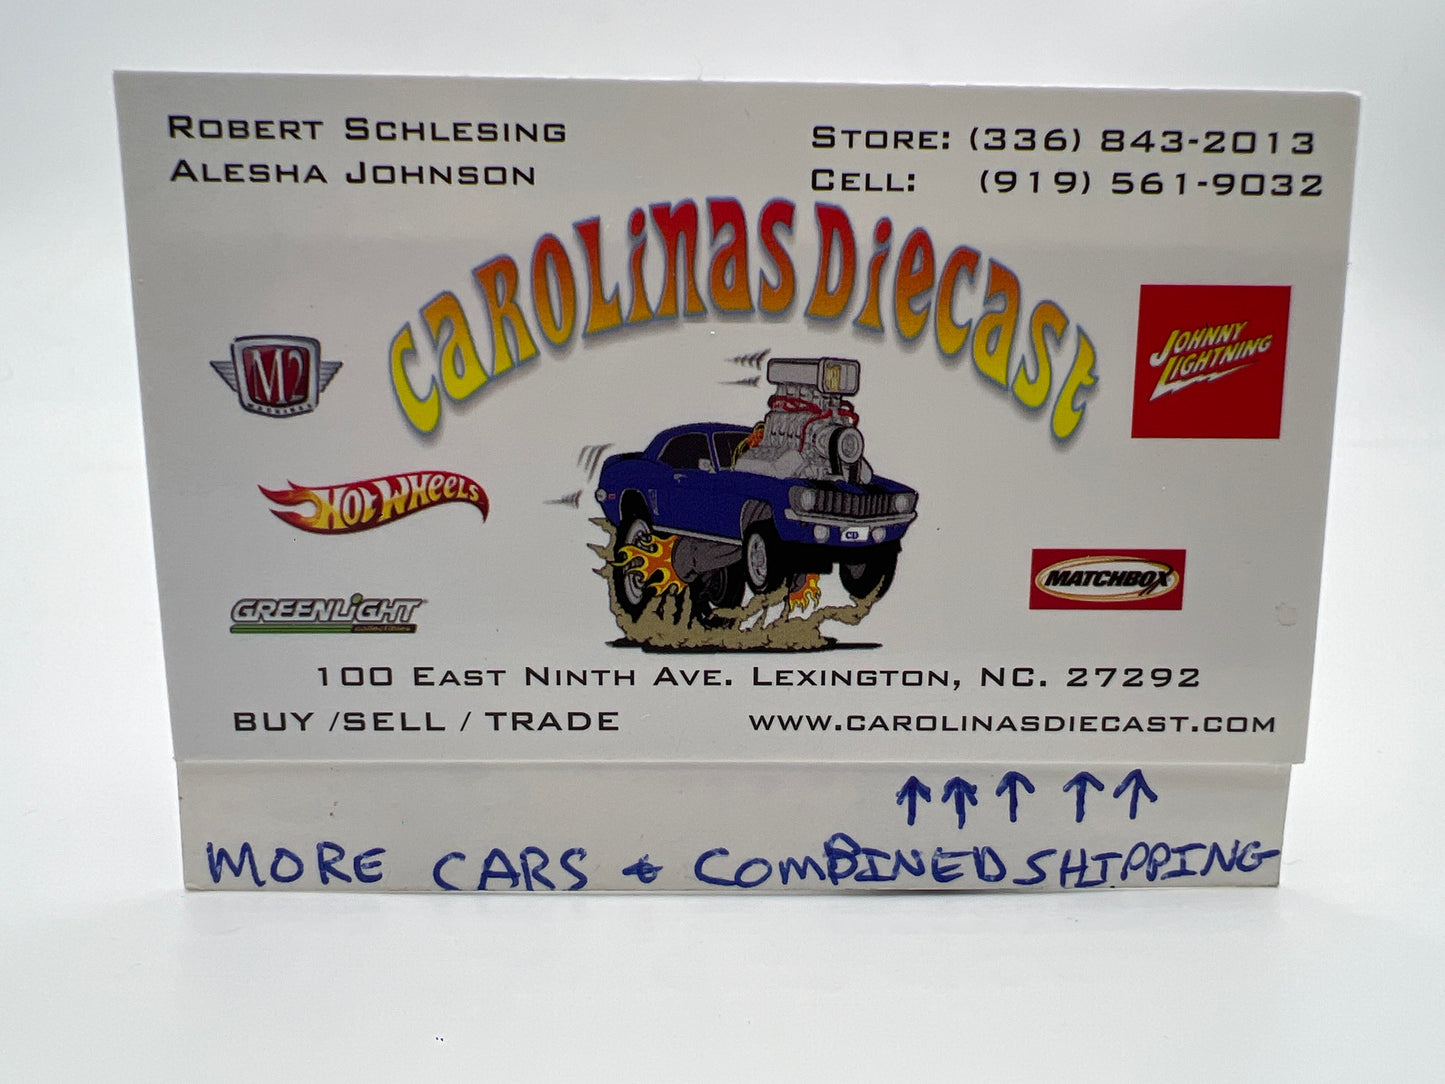 ROBERT SCHLESING
ALESHA JOHNSON
STORE: (336) 843-2013
CELL: (919) 561-9032
CAROLINAS DIECAST
M2
MACHINES
JOHNNY
LIGHTNING
HOT WHEELS
CD
MATCHBOX
GREENLIGHT
collectibles
100 EAST NINTH AVE. LEXINGTON, NC. 27292
BUY /SELL / TRADE
WWW.CAROLINASDIECAST.COM
↑ ↑ ↑ ↑ ↑
MORE CARS & COMBINED SHIPPING